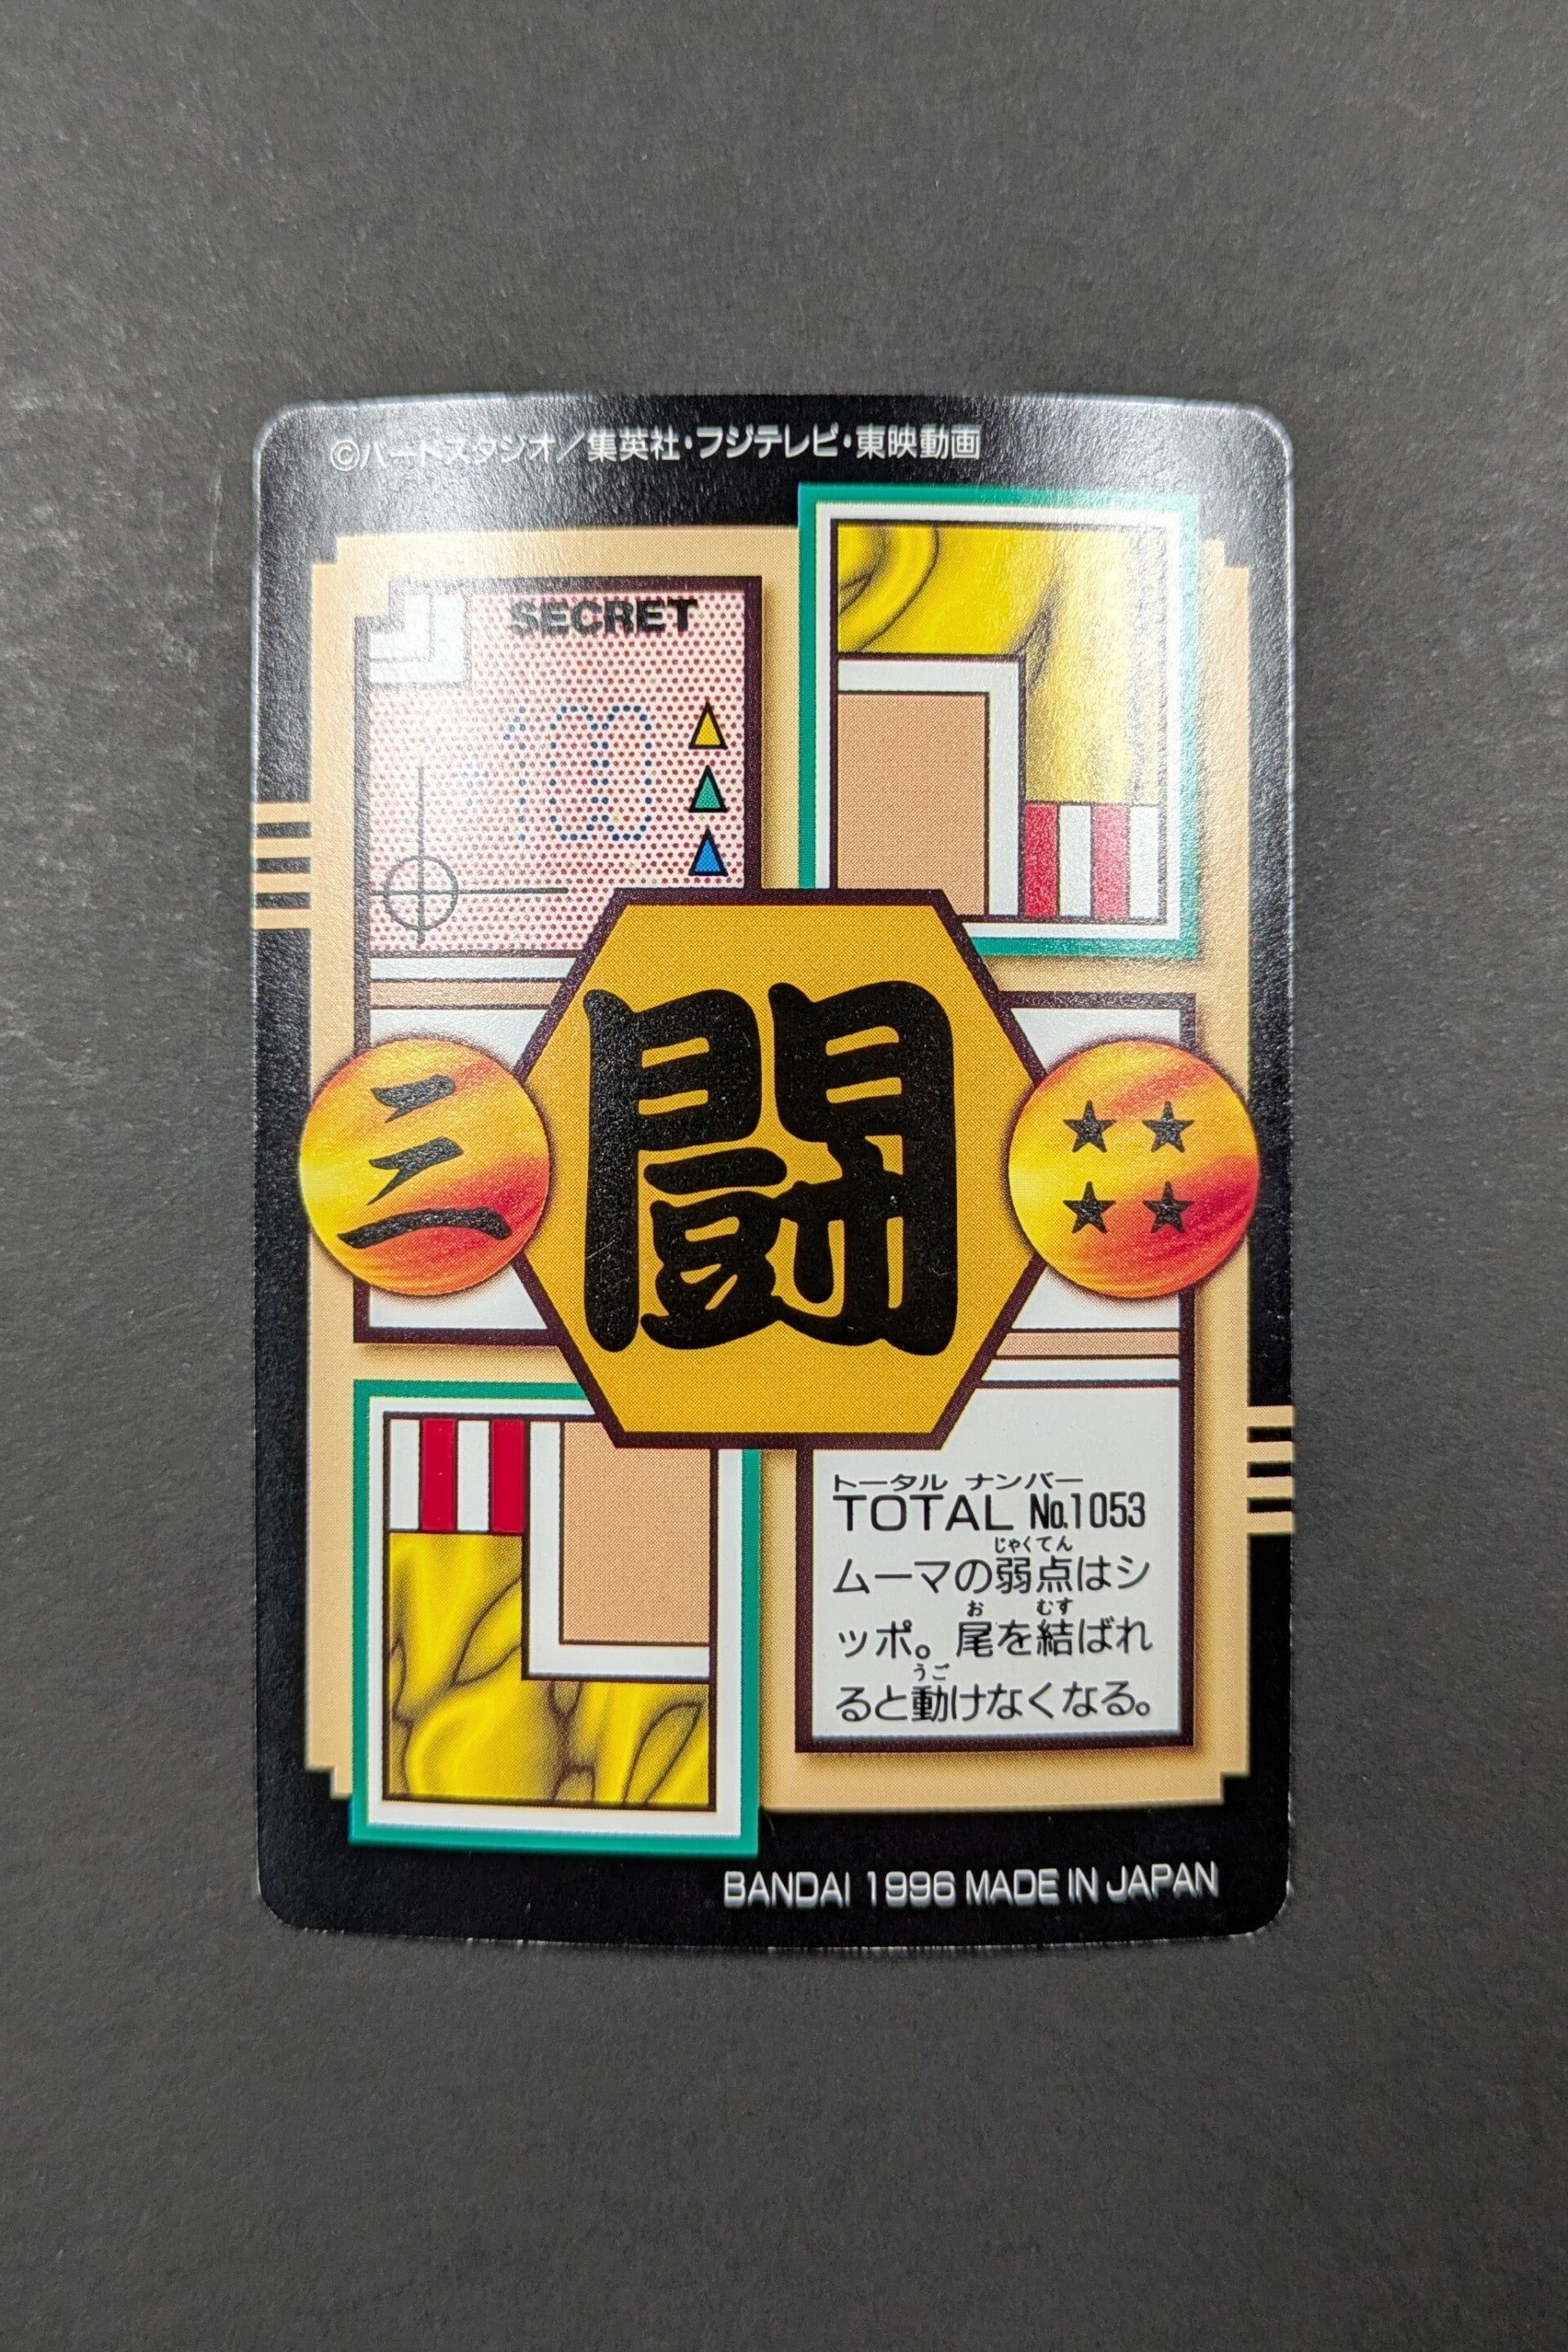 ©バードスタジオ／集英社・フジテレビ・東映動画
SECRET
-100
三
闘
トータル ナンバー
TOTAL No.1053
じゃくてん
ムーマの弱点はシ
お むす
ッポ。尾を結ばれ
うご
ると動けなくなる。
BANDAI 1996 MADE IN JAPAN